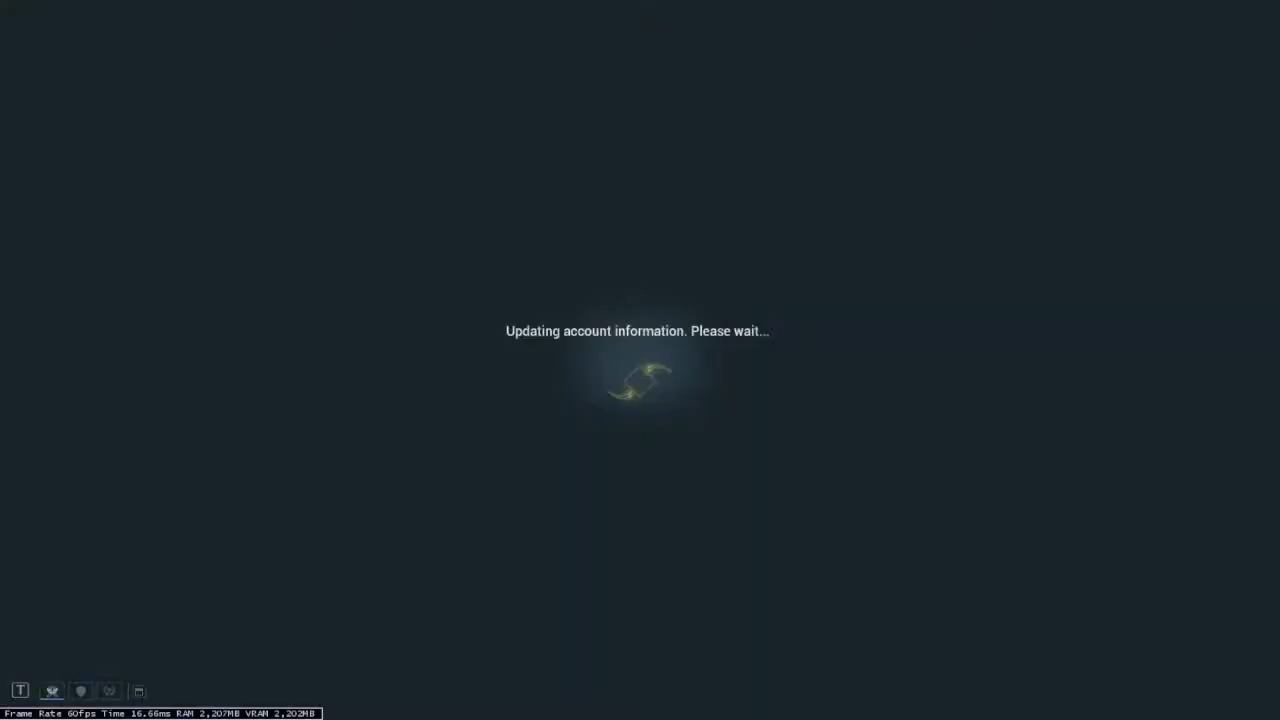 Updating account information. Please wait...
T
Frame Rate 60fps Time 16.66ms RAM 2,207MB VRAM 2,202MB